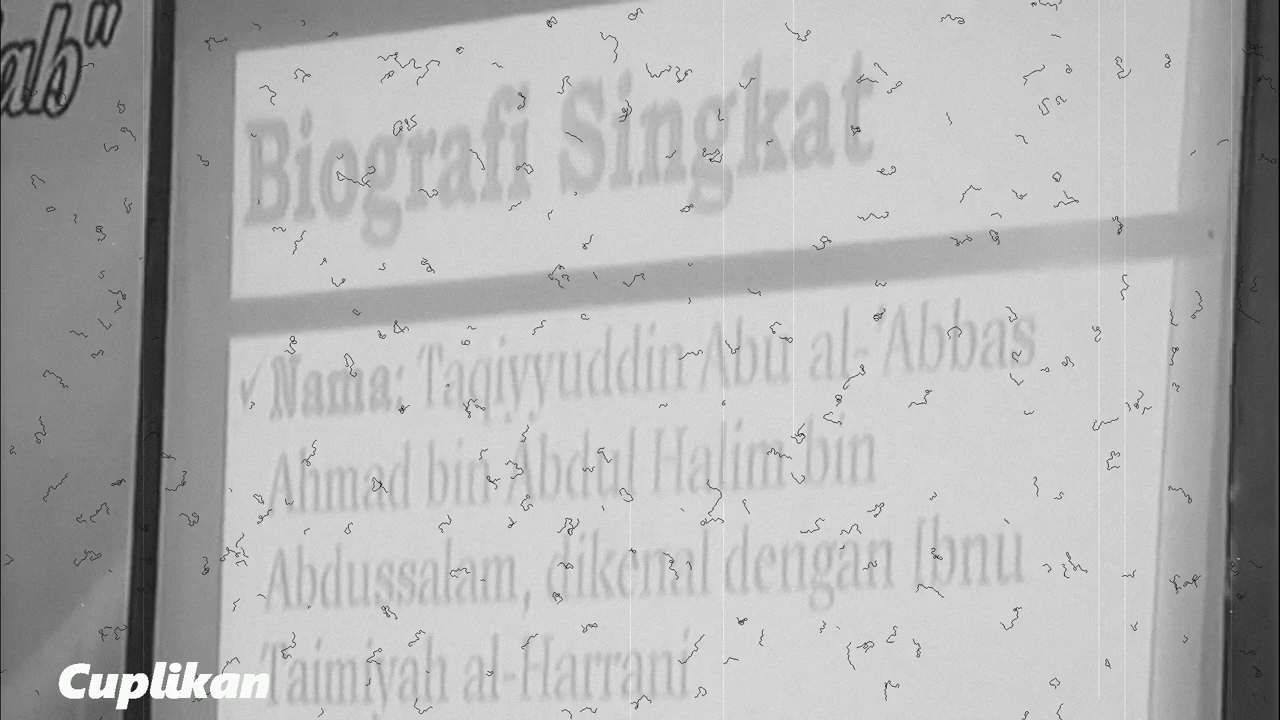 ab"
Biografi Singkat
✓ Nama: Taqiyyuddin Abu al-'Abbas
Ahmad bin Abdul Halim bin
Abdussalam, dikenal dengan Ibnu
Taimiyah al-Harrani
Cuplikan